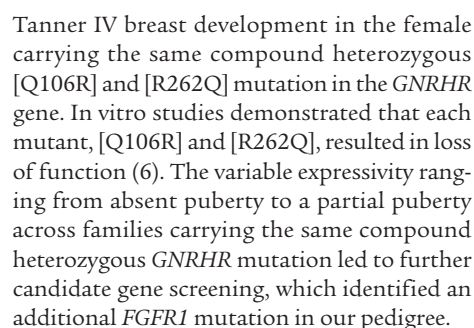 Tanner IV breast development in the female
carrying the same compound heterozygous
[Q106R] and [R262Q] mutation in the GNRHR
gene. In vitro studies demonstrated that each
mutant, [Q106R] and [R262Q], resulted in loss
of function (6). The variable expressivity rang-
ing from absent puberty to a partial puberty
across families carrying the same compound
heterozygous GNRHR mutation led to further
candidate gene screening, which identified an
additional FGFR1 mutation in our pedigree.